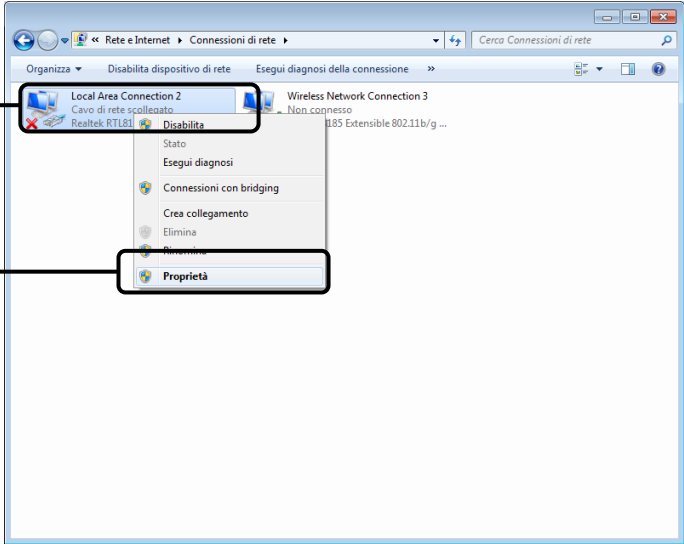 « Rete e Internet ▸ Connessioni di rete ▸
Cerca Connessioni di rete
Organizza ▾ Disabilita dispositivo di rete Esegui diagnosi della connessione »
Local Area Connection 2
Cavo di rete scollegato
Realtek RTL81
Wireless Network Connection 3
Non connesso
185 Extensible 802.11b/g ...
Disabilita
Stato
Esegui diagnosi
Connessioni con bridging
Crea collegamento
Elimina
Rinomina
Proprietà